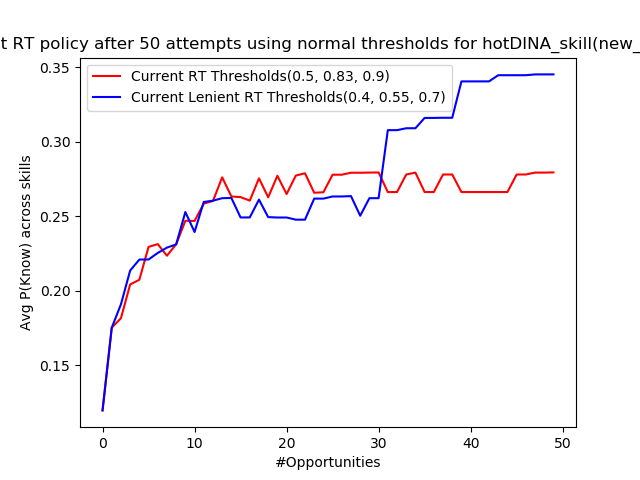 t RT policy after 50 attempts using normal thresholds for hotDINA_skill(new_
Current RT Thresholds(0.5, 0.83, 0.9)
Current Lenient RT Thresholds(0.4, 0.55, 0.7)
0.35
0.30
0.25
0.20
0.15
Avg P(Know) across skills
0 10 20 30 40 50
#Opportunities